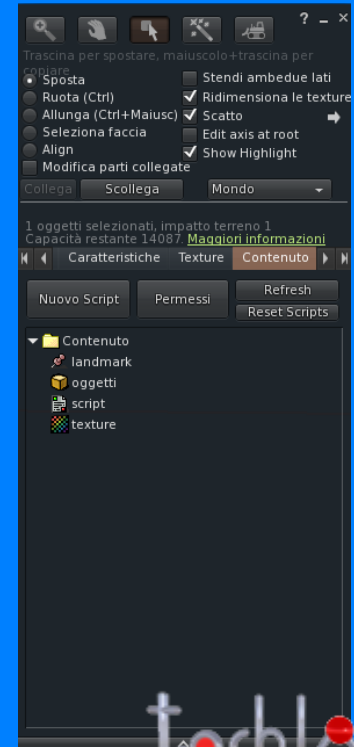 ? _ ×
Trascina per spostare, maiuscolo+trascina per
copiare
Sposta
Stendi ambedue lati
Ruota (Ctrl)
Ridimensiona le texture
Allunga (Ctrl+Maiusc)
Scatto
Seleziona faccia
Edit axis at root
Align
Show Highlight
Modifica parti collegate
Collega
Scollega
Mondo
1 oggetti selezionati, impatto terreno 1
Capacità restante 14087. Maggiori informazioni
Caratteristiche Texture Contenuto
Nuovo Script
Permessi
Refresh
Reset Scripts
Contenuto
landmark
oggetti
script
texture